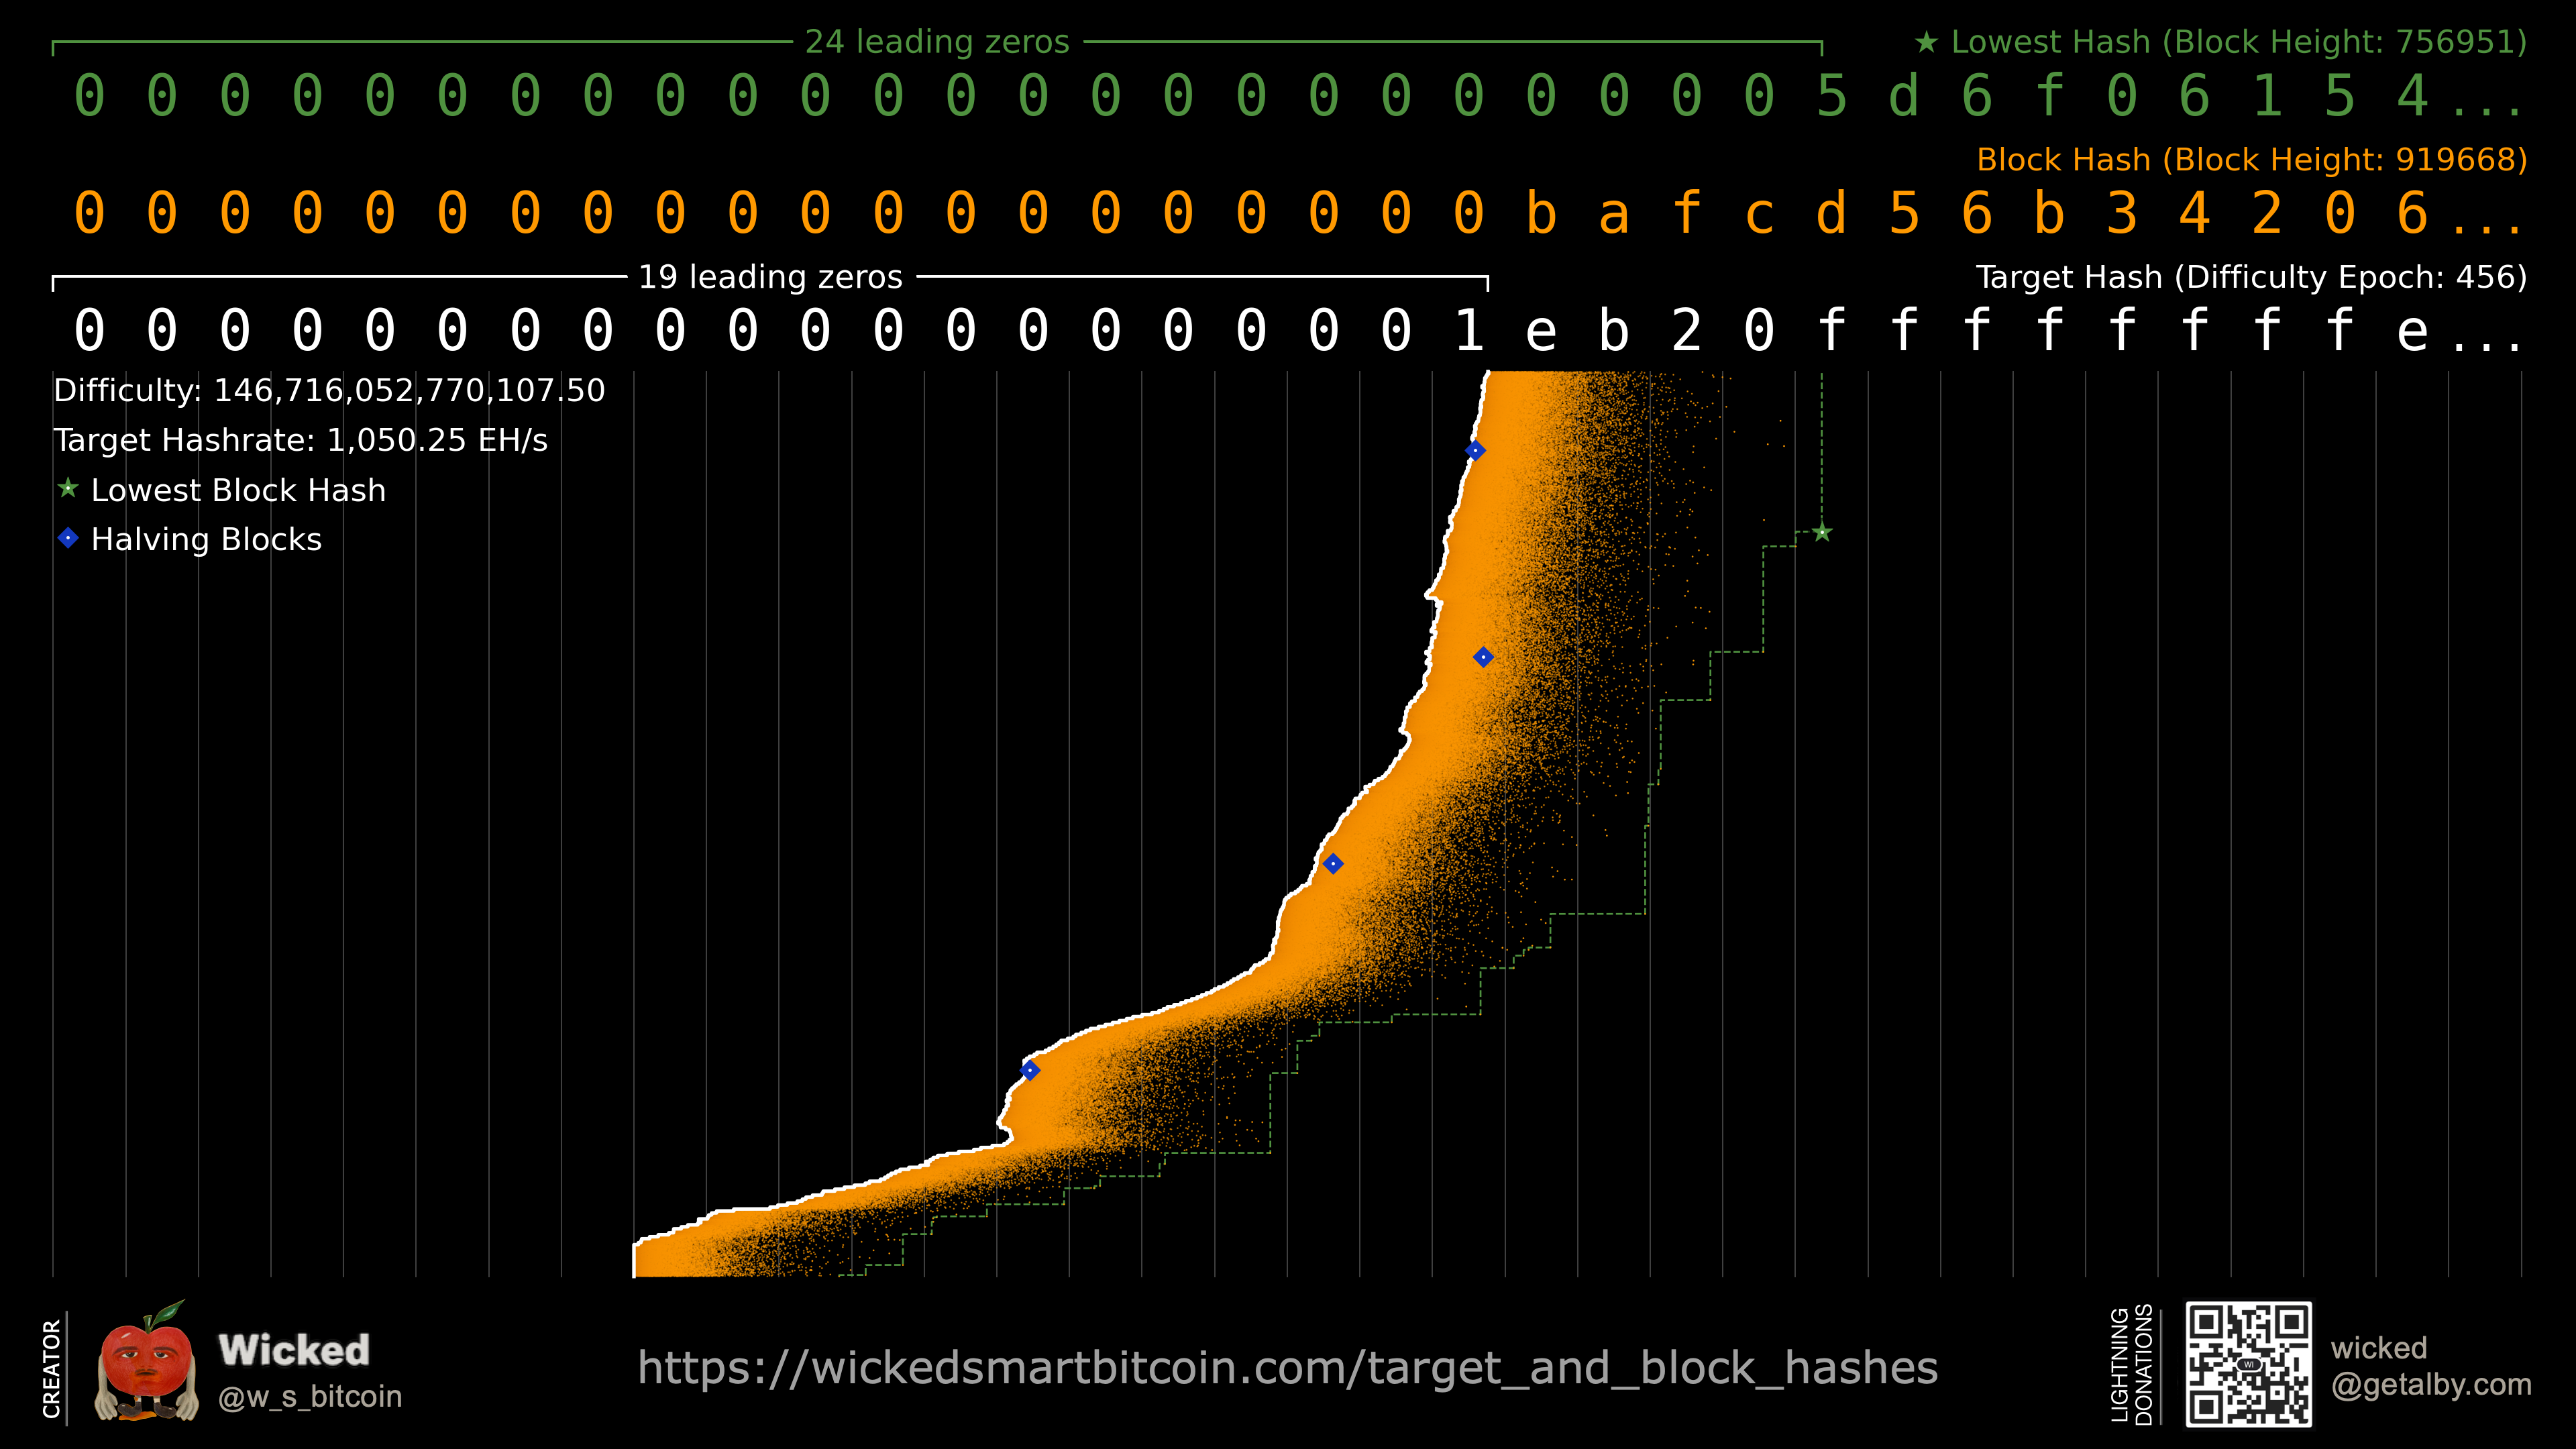 24 leading zeros
★ Lowest Hash (Block Height: 756951)
0 0 0 0 0 0 0 0 0 0 0 0 0 0 0 0 0 0 0 0 0 0 0 0 5 d 6 f 0 6 1 5 4 ...
Block Hash (Block Height: 919668)
0 0 0 0 0 0 0 0 0 0 0 0 0 0 0 0 0 0 0 0 b a f c d 5 6 b 3 4 2 0 6 ...
19 leading zeros
Target Hash (Difficulty Epoch: 456)
0 0 0 0 0 0 0 0 0 0 0 0 0 0 0 0 0 0 0 1 e b 2 0 f f f f f f f f e ...
Difficulty: 146,716,052,770,107.50
Target Hashrate: 1,050.25 EH/s
Lowest Block Hash
Halving Blocks
CREATOR
Wicked
@w_s_bitcoin
https://wickedsmartbitcoin.com/target_and_block_hashes
LIGHTNING
DONATIONS
WI
wicked
@getalby.com